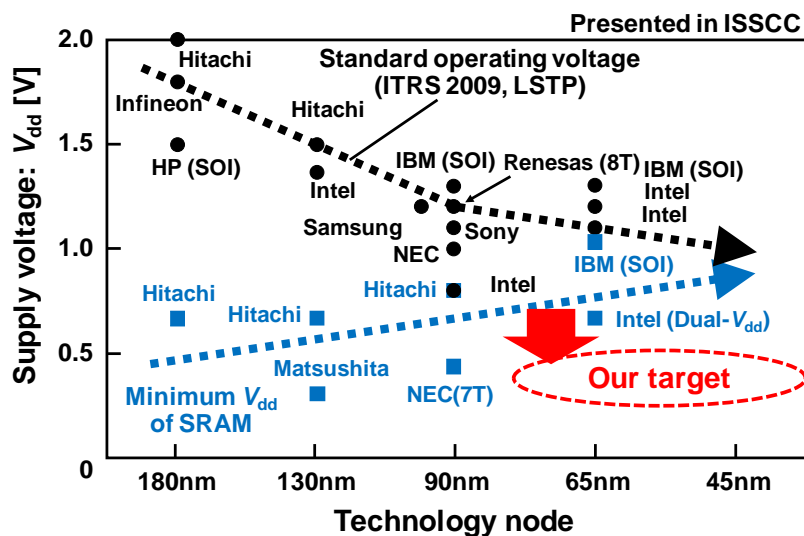 Presented in ISSCC
Supply voltage: Vdd [V]
2.0
1.5
1.0
0.5
0
Hitachi
Infineon
HP (SOI)
Standard operating voltage
(ITRS 2009, LSTP)
Hitachi
Intel
IBM (SOI)
Renesas (8T)
Samsung
Sony
NEC
IBM (SOI)
Intel
Intel
IBM (SOI)
Hitachi
Hitachi
Hitachi
Intel
Intel (Dual-Vdd)
Matsushita
NEC(7T)
Minimum Vdd
of SRAM
Our target
180nm
130nm
90nm
65nm
45nm
Technology node